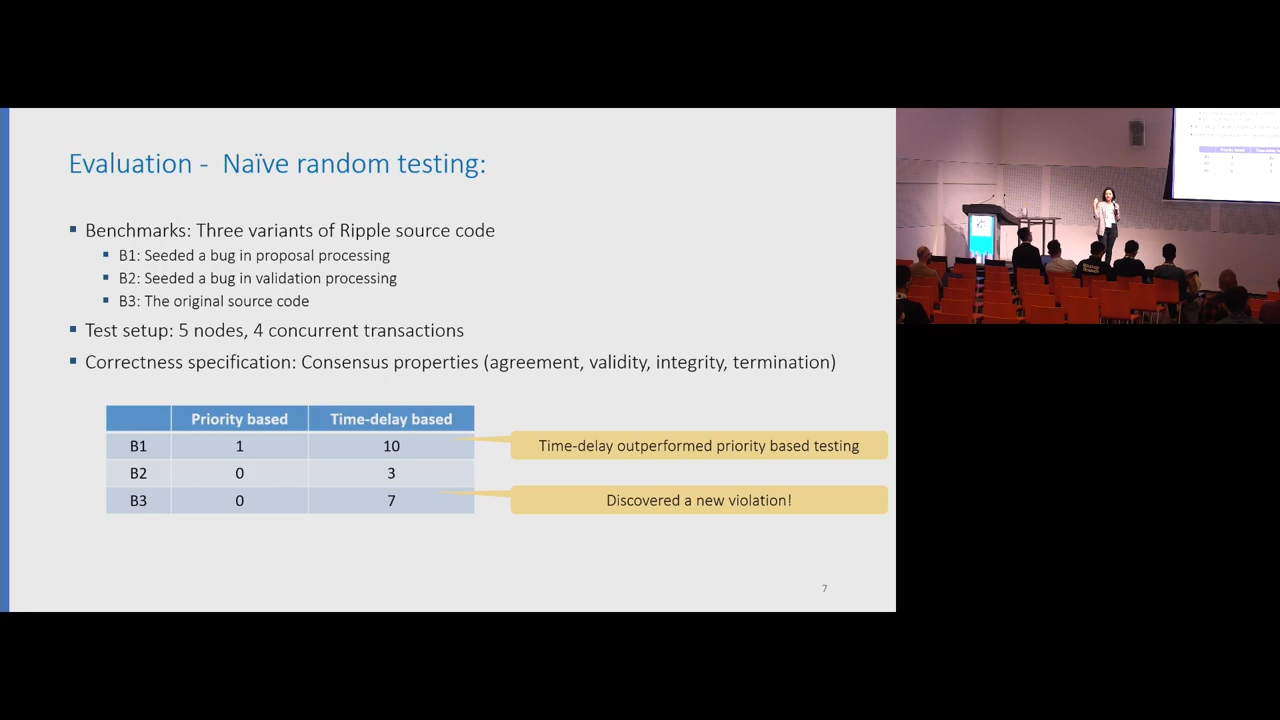 Evaluation - Naïve random testing:
Benchmarks: Three variants of Ripple source code
B1: Seeded a bug in proposal processing
B2: Seeded a bug in validation processing
B3: The original source code
Test setup: 5 nodes, 4 concurrent transactions
Correctness specification: Consensus properties (agreement, validity, integrity, termination)
Priority based Time-delay based
B1 1 10
Time-delay outperformed priority based testing
B2 0 3
B3 0 7
Discovered a new violation!
7